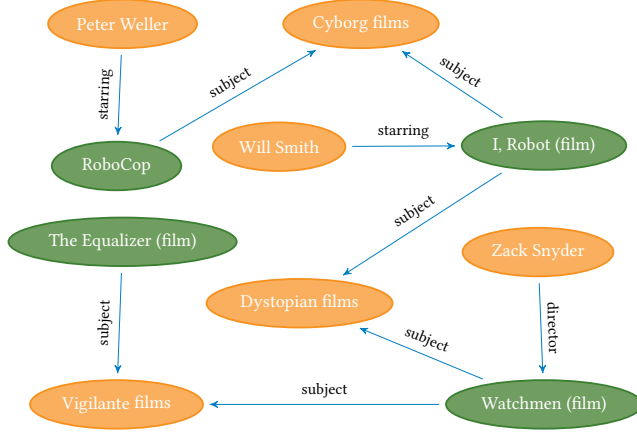 Peter Weller
Cyborg films
starring
subject
subject
RoboCop
Will Smith
starring
I, Robot (film)
The Equalizer (film)
subject
Zack Snyder
subject
Dystopian films
director
subject
Vigilante films
subject
Watchmen (film)